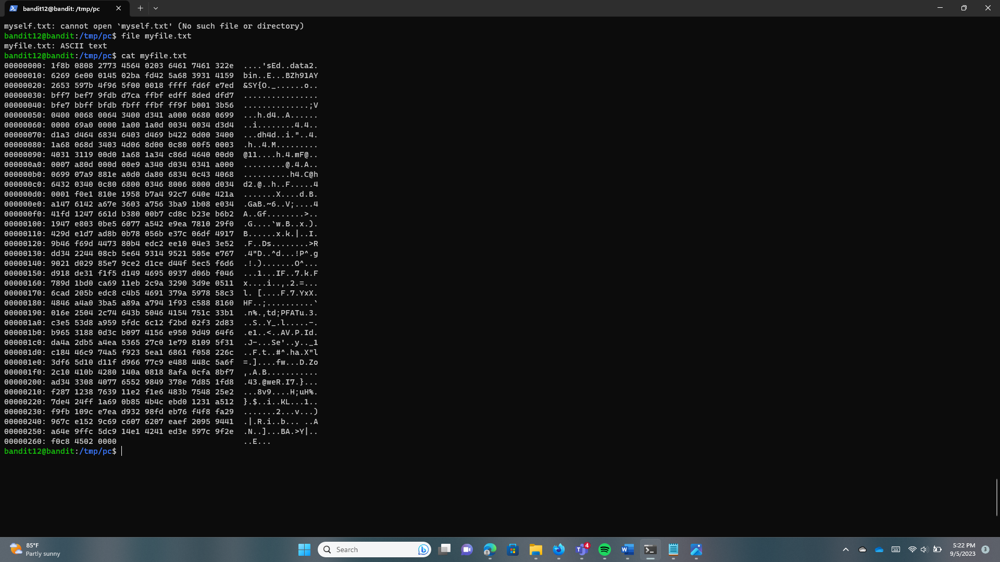 bandit12@bandit: /tmp/pc
myself.txt: cannot open `myself.txt' (No such file or directory)
bandit12@bandit:/tmp/pc$ file myfile.txt
myfile.txt: ASCII text
bandit12@bandit:/tmp/pc$ cat myfile.txt
00000000: 1f8b 0808 2773 4564 0203 6461 7461 322e  ....'sEd..data2.
00000010: 6269 6e00 0145 02ba fd42 5a68 3931 4159  bin..E...BZh91AY
00000020: 2653 597b 4f96 5f00 0018 ffff fd6f e7ed  &SY{O._......o..
00000030: bff7 bef7 9fdb d7ca ffbf edff 8ded dfd7  ................
00000040: bfe7 bbff bfdb fbff ffbf ff9f b001 3b56  ..............;V
00000050: 0400 0068 0064 3400 d341 a000 0680 0699  ...h.d4..A......
00000060: 0000 69a0 0000 1a00 1a0d 0034 0034 d3d4  ..i........4.4..
00000070: d1a3 d464 6834 6403 d469 b422 0d00 3400  ...dh4d..i."..4.
00000080: 1a68 068d 3403 4d06 8d00 0c80 00f5 0003  .h..4.M.........
00000090: 4031 3119 00d0 1a68 1a34 c86d 4640 00d0  @11....h.4.mF@..
000000a0: 0007 a80d 000d 00e9 a340 d034 0341 a000  .........@.4.A..
000000b0: 0699 07a9 881e a0d0 da80 6834 0c43 4068  ..........h4.C@h
000000c0: 6432 0340 0c80 6800 0346 8006 8000 d034  d2.@..h..F.....4
000000d0: 0001 f0e1 810e 1958 b7a4 92c7 640e 421a  .......X....d.B.
000000e0: a147 6142 a67e 3603 a756 3ba9 1b08 e034  .GaB.~6..V;....4
000000f0: 41fd 1247 661d b380 00b7 cd8c b23e b6b2  A..Gf........>..
00000100: 1947 e803 0be5 6077 a542 e9ea 7810 29f0  .G....`w.B..x.).
00000110: 429d e1d7 ad8b 0b78 056b e37c 06df 4917  B......x.k.|..I.
00000120: 9b46 f69d 4473 80b4 edc2 ee10 04e3 3e52  .F..Ds........>R
00000130: dd34 2244 08cb 5e64 9314 9521 505e e767  .4"D..^d...!P^.g
00000140: 9021 d029 85e7 9ce2 d1ce d44f 5ec5 f6d6  .!.).......O^...
00000150: d918 de31 f1f5 d149 4695 0937 d06b f046  ...1...IF..7.k.F
00000160: 789d 1bd0 ca69 11eb 2c9a 3290 3d9e 0511  x....i..,.2.=...
00000170: 6cad 205b edc8 c4b5 4691 379a 5978 58c3  l. [....F.7.YxX.
00000180: 4846 a4a0 3ba5 a89a a794 1f93 c588 8160  HF..;..........`
00000190: 016e 2504 2c74 643b 5046 4154 751c 33b1  .n%.,td;PFATu.3.
000001a0: c3e5 53d8 a959 5fdc 6c12 f2bd 02f3 2d83  ..S..Y_.l.....-.
000001b0: b965 3188 0d3c b097 4156 e950 9d49 64f6  .e1..<..AV.P.Id.
000001c0: da4a 2db5 a4ea 5365 27c0 1e79 8109 5f31  .J-...Se'..y.._1
000001d0: c184 46c9 74a5 f923 5ea1 6861 f058 226c  ..F.t..#^.ha.X"l
000001e0: 3df6 5d10 d11f d966 77c9 e488 448c 5a6f  =.]....fw...D.Zo
000001f0: 2c10 410b 4280 140a 0818 8afa 0cfa 8bf7  ,.A.B...........
00000200: ad34 3308 4077 6552 9849 378e 7d85 1fd8  .43.@weR.I7.}...
00000210: f287 1238 7639 11e2 f1e6 483b 7548 25e2  ...8v9....H;uH%.
00000220: 7de4 24ff 1a69 0b85 4b4c ebd0 1231 a512  }.$..i..KL...1..
00000230: f9fb 109c e7ea d932 98fd eb76 f4f8 fa29  .......2...v...)
00000240: 967c e152 9c69 c607 6207 eaef 2095 9441  .|.R.i..b... ..A
00000250: a64e 9ffc 5dc9 14e1 4241 ed3e 597c 9f2e  .N..]...BA.>Y|..
00000260: f0c8 4502 0000                           ..E...
bandit12@bandit:/tmp/pc$
85°F
Partly sunny
Search
4
5:22 PM
9/5/2023
3